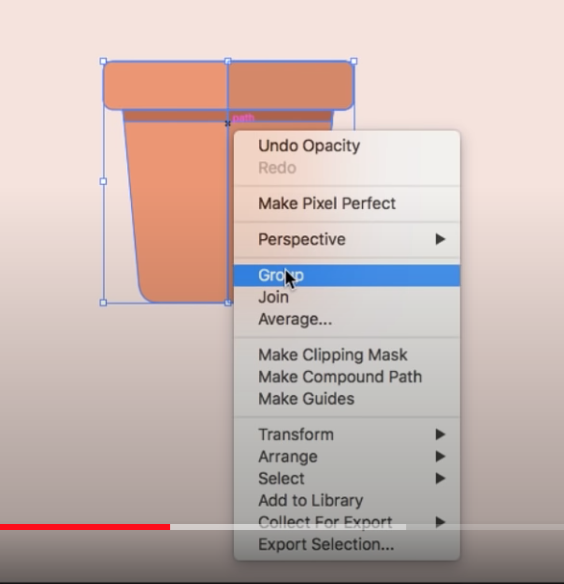 path
Undo Opacity
Redo
Make Pixel Perfect
Perspective
Group
Join
Average...
Make Clipping Mask
Make Compound Path
Make Guides
Transform
Arrange
Select
Add to Library
Collect For Export
Export Selection...